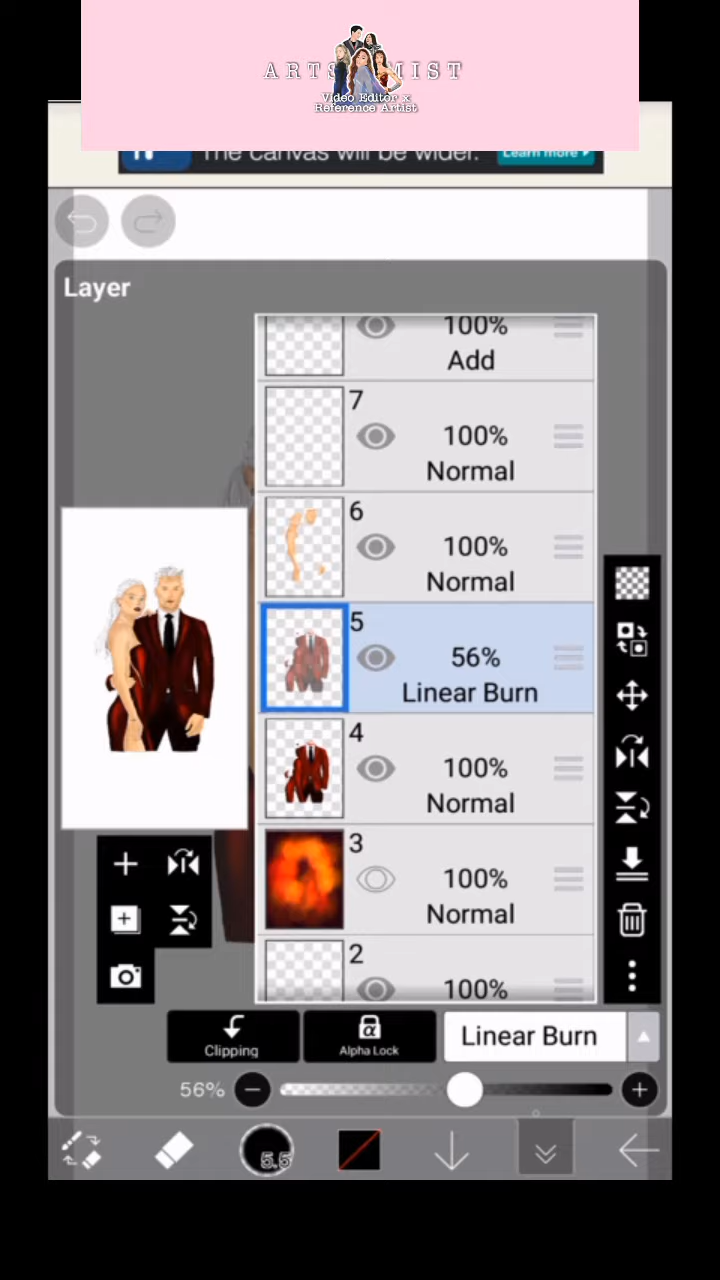 ARTS MIST
Video Editor x
Reference Artist
The canvas will be wider.
Learn more
Layer
100%
Add
7
100%
Normal
6
100%
Normal
5
56%
Linear Burn
4
100%
Normal
3
100%
Normal
2
100%
Clipping
α
Alpha Lock
Linear Burn
56%
5.5